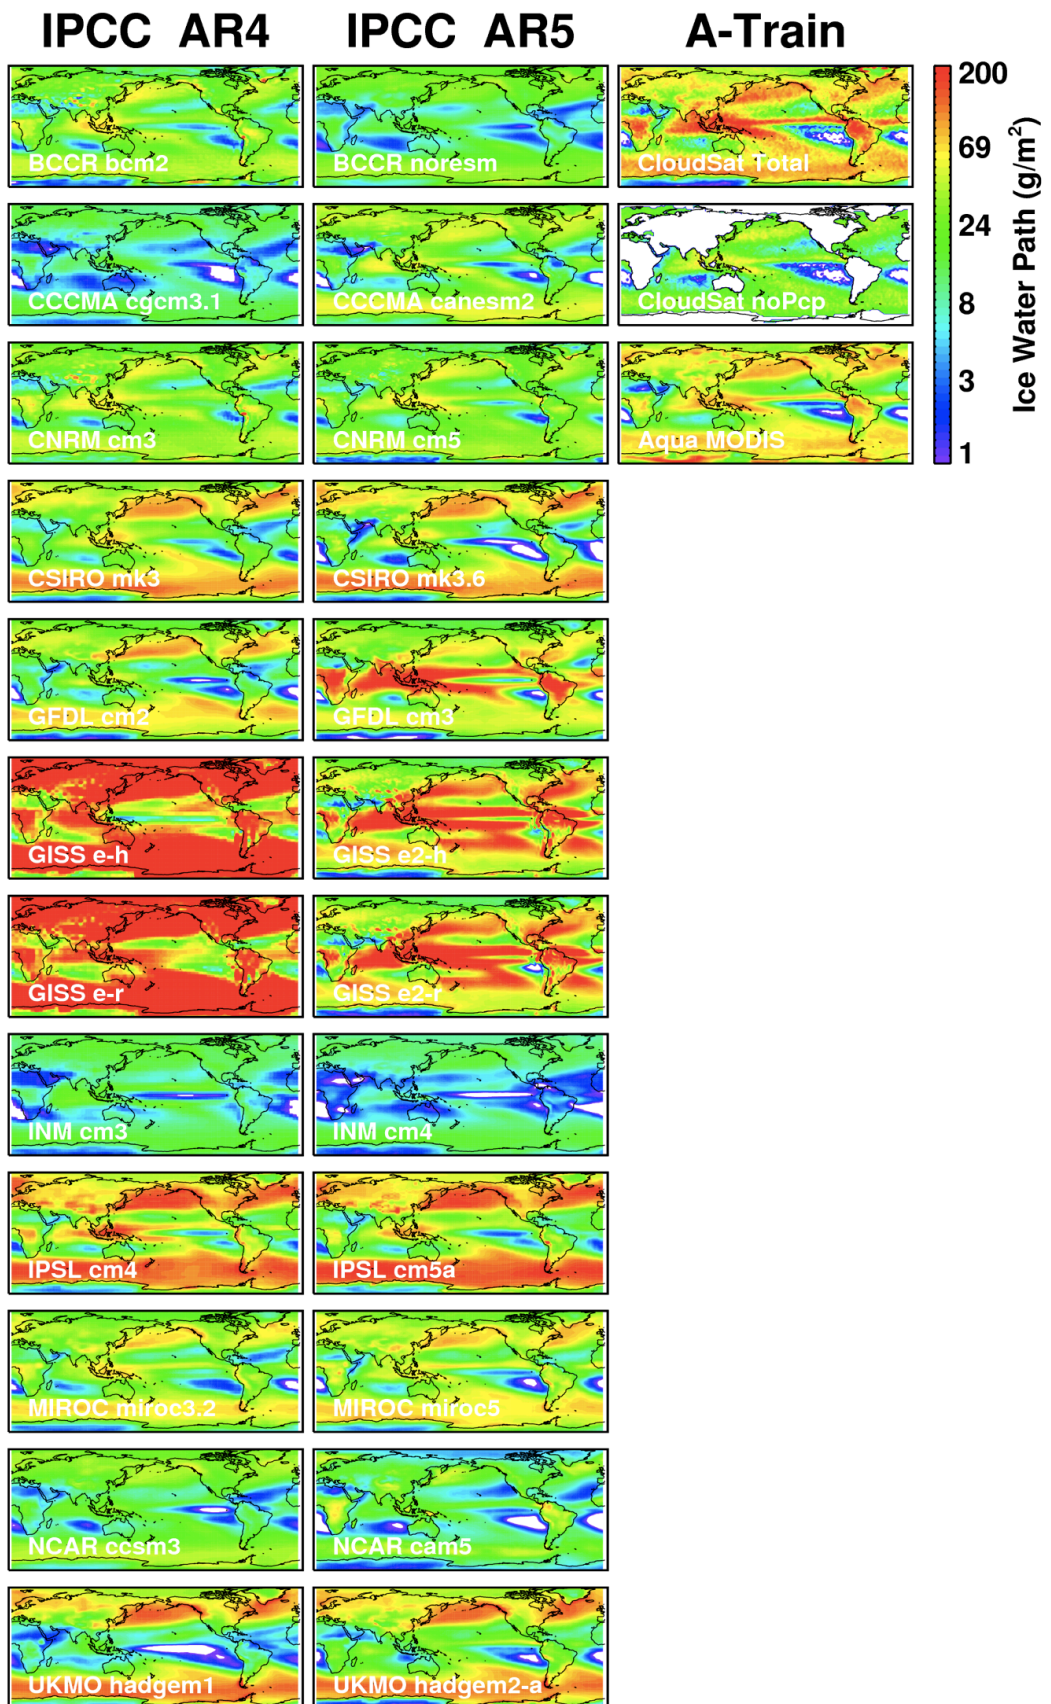 IPCC AR4 IPCC AR5 A-Train
BCCR bcm2 BCCR noresm CloudSat Total
CCCMA cgcm3.1 CCCMA canesm2 CloudSat noPcp
CNRM cm3 CNRM cm5 Aqua MODIS
200
69
24
8
3
1
Ice Water Path (g/m²)
CSIRO mk3 CSIRO mk3.6
GFDL cm2 GFDL cm3
GISS e-h GISS e2-h
GISS e-r GISS e2-r
INM cm3 INM cm4
IPSL cm4 IPSL cm5a
MIROC miroc3.2 MIROC miroc5
NCAR ccsm3 NCAR cam5
UKMO hadgem1 UKMO hadgem2-a